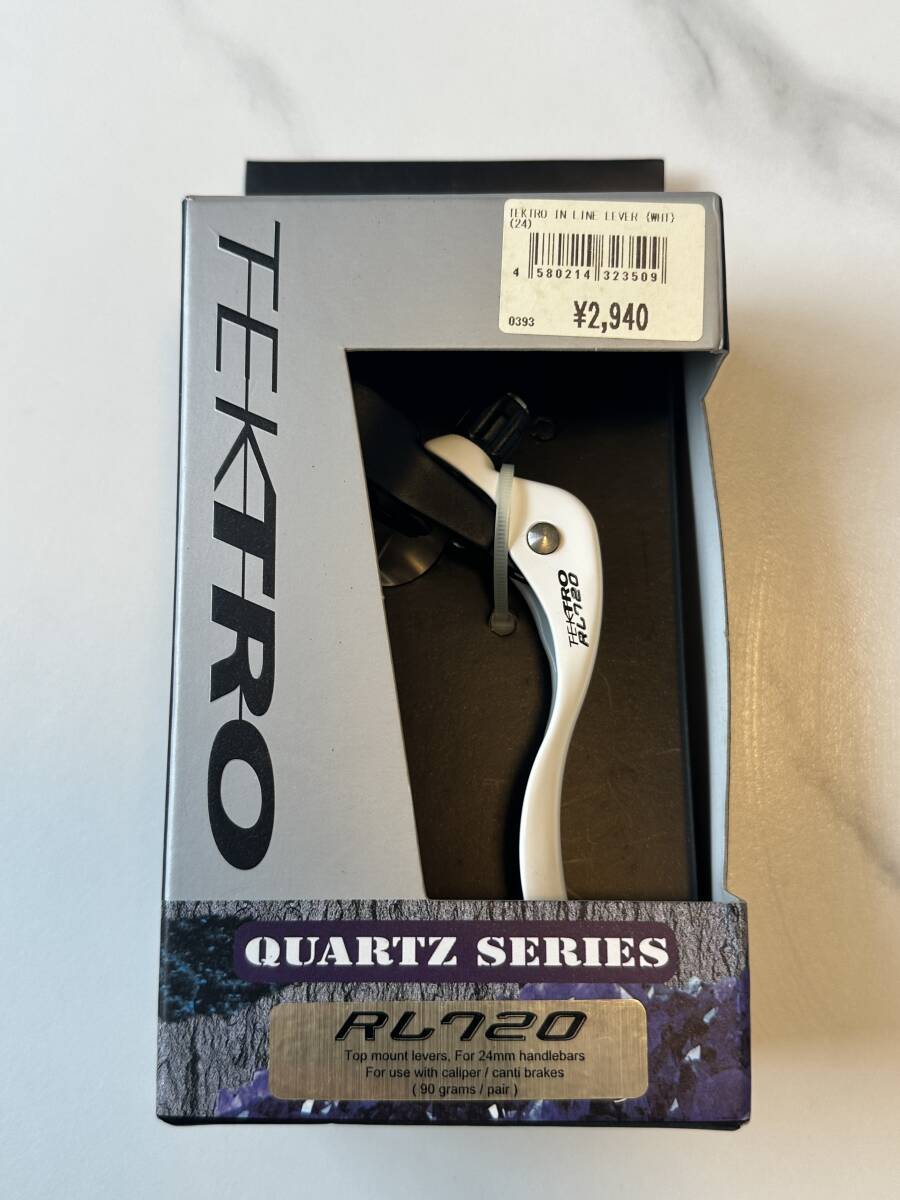 TEKTRO IN LINE LEVER (WHT)
(24)
4 580214 323509
0393 ¥2,940
TEKTRO
TEKTRO
RL720
QUARTZ SERIES
RL720
Top mount levers, For 24mm handlebars
For use with caliper / canti brakes
( 90 grams / pair )